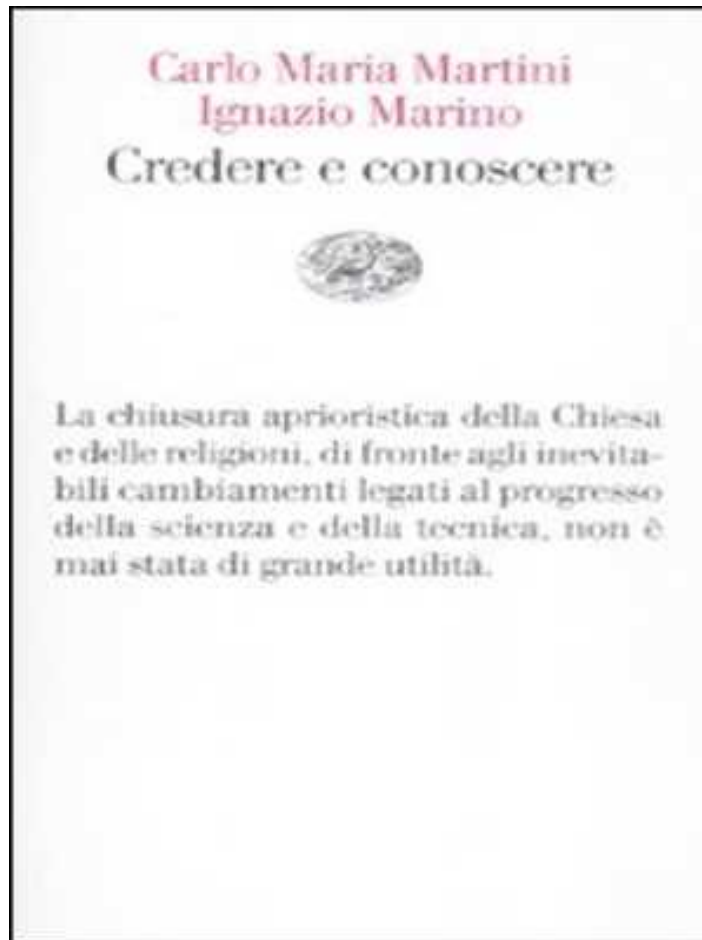 Carlo Maria Martini
Ignazio Marino
Credere e conoscere
La chiusura aprioristica della Chiesa
e delle religioni, di fronte agli inevita-
bili cambiamenti legati al progresso
della scienza e della tecnica, non è
mai stata di grande utilità.